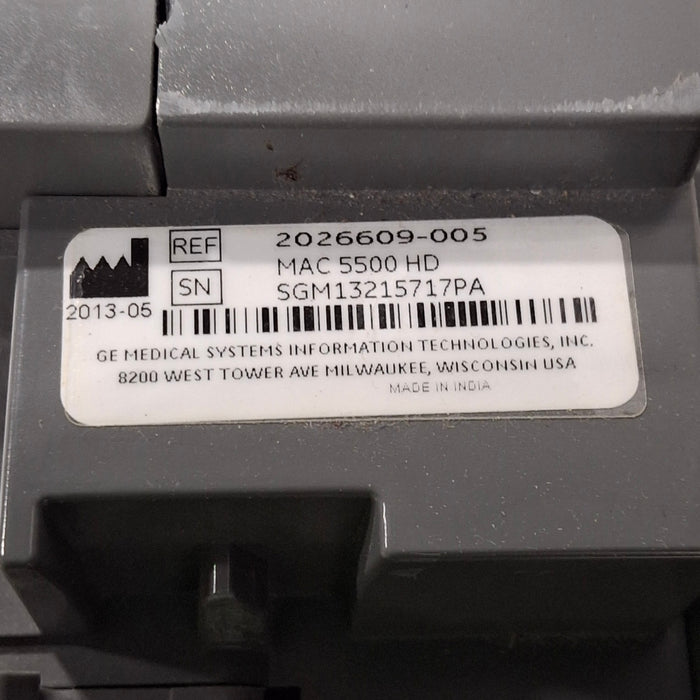 REF 2026609-005
MAC 5500 HD
SN SGM13215717PA
2013-05
GE MEDICAL SYSTEMS INFORMATION TECHNOLOGIES, INC.
8200 WEST TOWER AVE MILWAUKEE, WISCONSIN USA
MADE IN INDIA